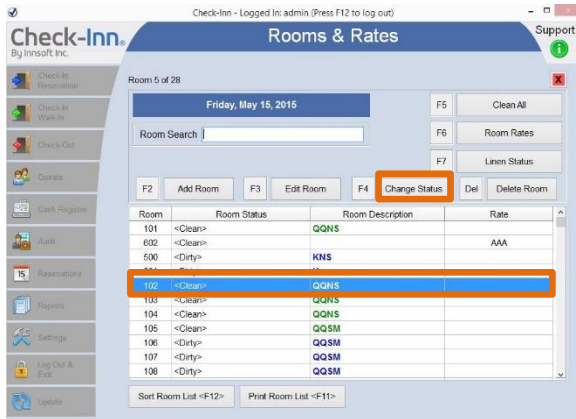 Check-Inn - Logged In: admin (Press F12 to log out)
Check-Inn®
By Innsoft Inc.
Rooms & Rates
Support
Check-In
Reservation
Check-In
Walk-In
Check-Out
Guests
Cash Register
Audit
15
Reservations
Reports
Settings
Log Out &
Exit
Update
Room 5 of 28
X
Friday, May 15, 2015
Room Search
F5 Clean All
F6 Room Rates
F7 Linen Status
F2 Add Room F3 Edit Room F4 Change Status Del Delete Room
Room Room Status Room Description Rate
101 <Clean> QQNS
602 <Clean> AAA
500 <Dirty> KNS
102 <Clean> QQNS
103 <Clean> QQNS
104 <Clean> QQNS
105 <Clean> QQSM
106 <Dirty> QQSM
107 <Dirty> QQSM
108 <Dirty> QQSM
Sort Room List <F12> Print Room List <F11>